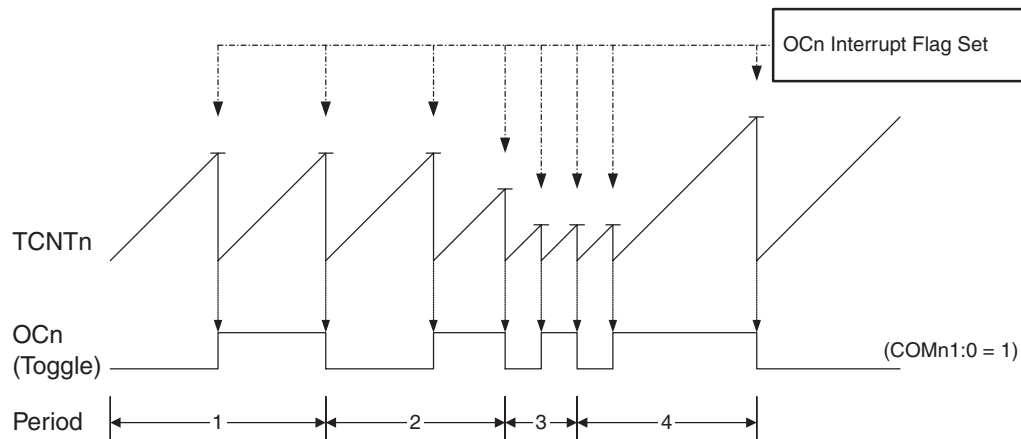 OCn Interrupt Flag Set
TCNTn
OCn
(Toggle)
(COMn1:0 = 1)
Period
1
2
3
4